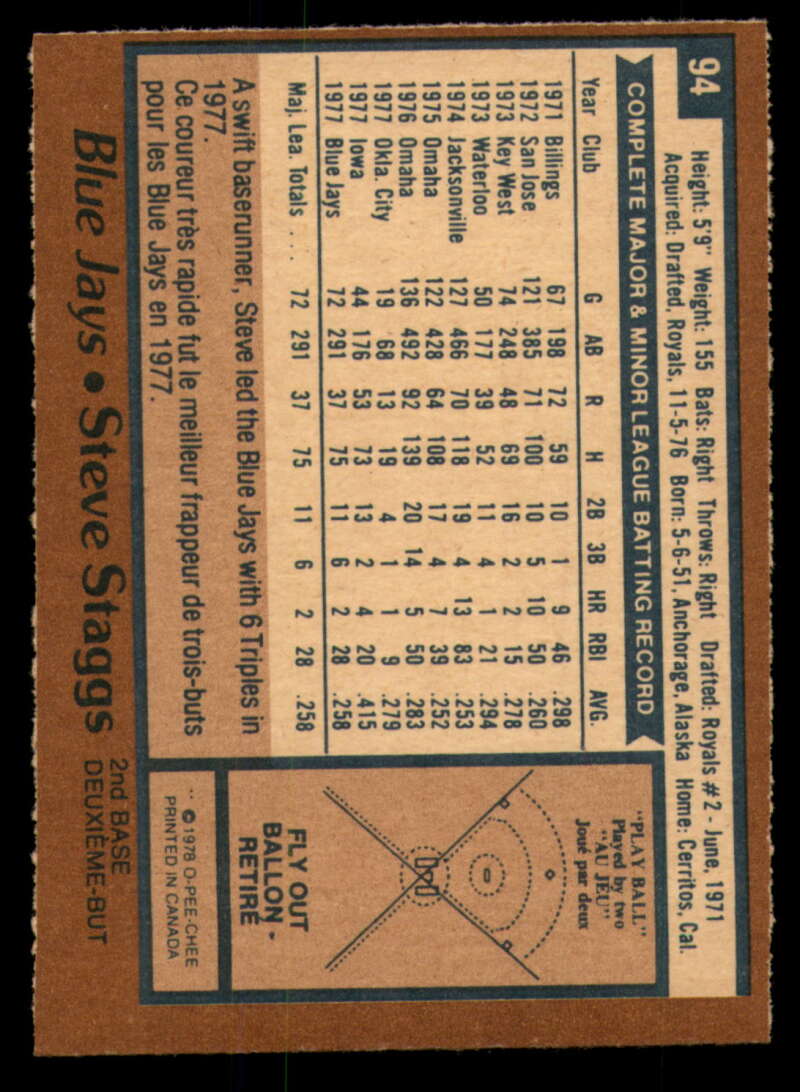 94
Height: 5'9" Weight: 155 Bats: Right Throws: Right Drafted: Royals #2 - June, 1971
Acquired: Drafted, Royals, 11-5-76 Born: 5-6-51, Anchorage, Alaska Home: Cerritos, Cal.
COMPLETE MAJOR & MINOR LEAGUE BATTING RECORD
Year Club G AB R H 2B 3B HR RBI AVG.
1971 Billings 67 198 72 59 10 1 9 46 .298
1972 San Jose 121 385 71 100 10 5 10 50 .260
1973 Key West 74 248 48 69 16 2 2 15 .278
1973 Waterloo 50 177 39 52 11 4 1 21 .294
1974 Jacksonville 127 466 70 118 19 4 13 83 .253
1975 Omaha 122 428 64 108 17 4 7 39 .252
1976 Omaha 136 492 92 139 20 14 5 50 .283
1977 Okla. City 19 68 13 19 4 1 1 9 .279
1977 Iowa 44 176 53 73 13 2 4 20 .415
1977 Blue Jays 72 291 37 75 11 6 2 28 .258
Maj. Lea. Totals ... 72 291 37 75 11 6 2 28 .258
A swift baserunner, Steve led the Blue Jays with 6 Triples in
1977.
Ce coureur très rapide fut le meilleur frappeur de trois-buts
pour les Blue Jays en 1977.
"PLAY BALL"
Played by two
"AU JEU"
Joué par deux
FLY OUT
BALLON -
RETIRÉ
** © 1978 O-PEE-CHEE
PRINTED IN CANADA
Blue Jays • Steve Staggs
2nd BASE
DEUXIÈME-BUT